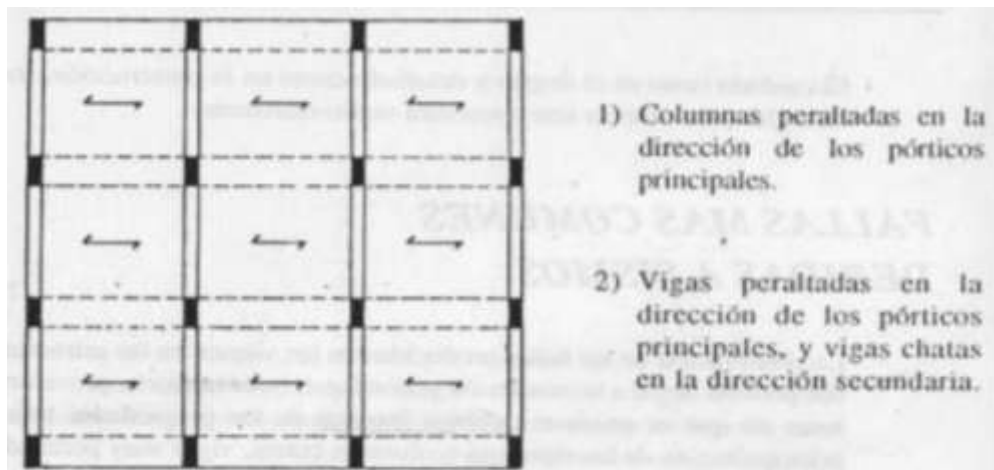 1) Columnas peraltadas en la
dirección de los pórticos
principales.
2) Vigas peraltadas en la
dirección de los pórticos
principales, y vigas chatas
en la dirección secundaria.